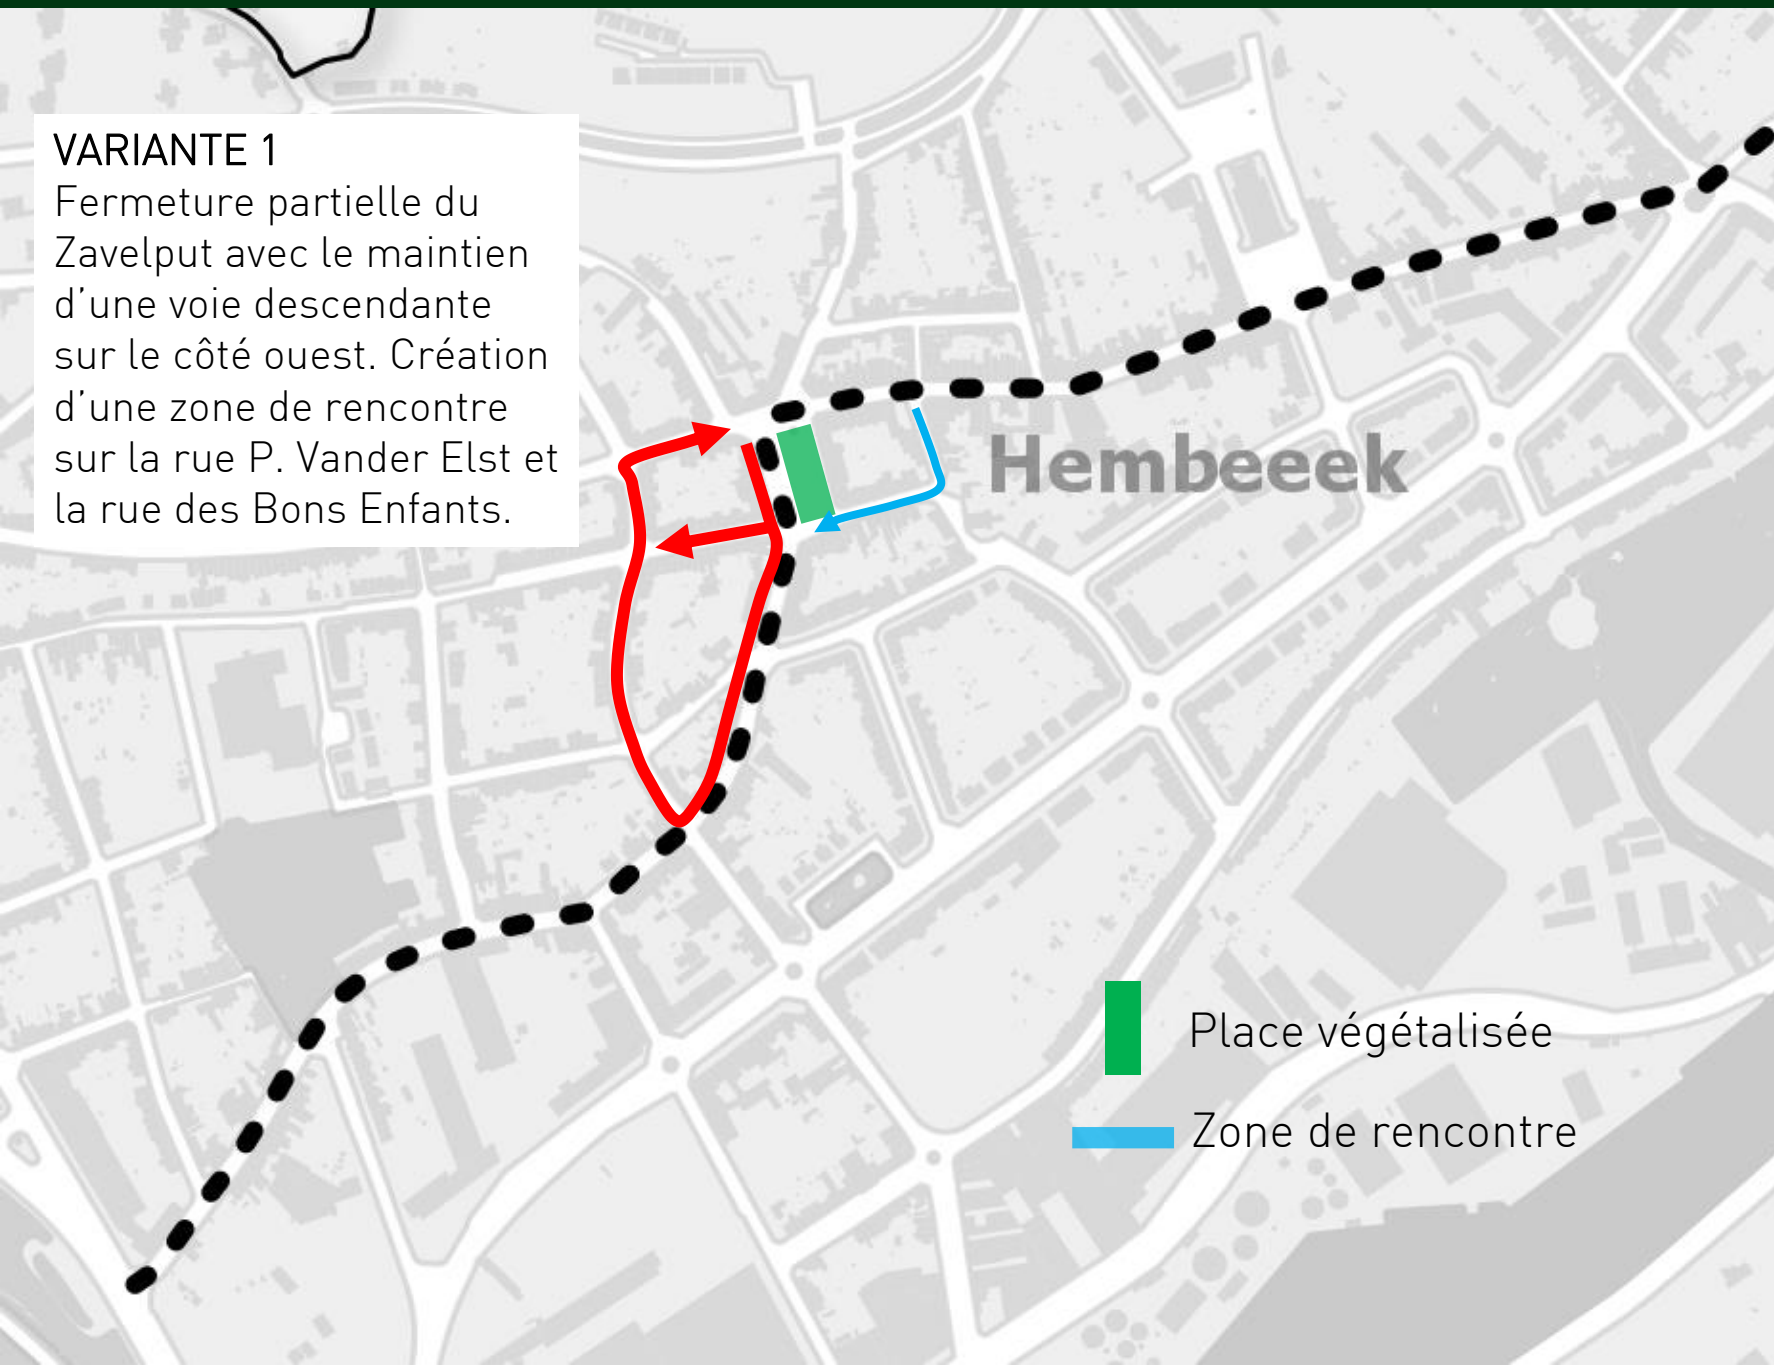 VARIANTE 1
Fermeture partielle du
Zavelput avec le maintien
d'une voie descendante
sur le côté ouest. Création
d'une zone de rencontre
sur la rue P. Vander Elst et
la rue des Bons Enfants.
Hembeeek
Place végétalisée
Zone de rencontre